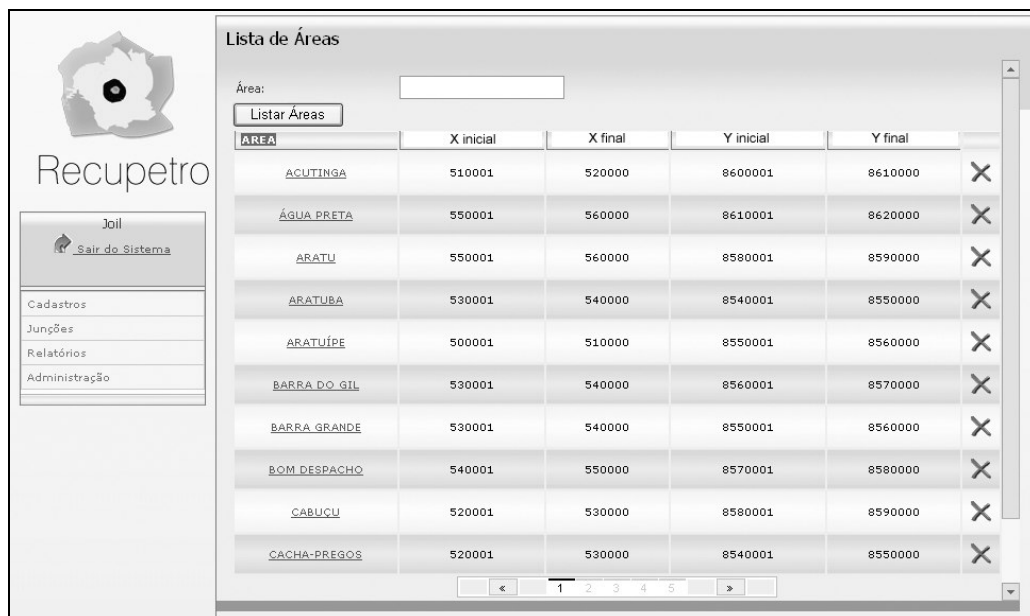 Lista de Áreas
Área:
Listar Áreas
Recupetro
Joil
Sair do Sistema
Cadastros
Junções
Relatórios
Administração
AREA X inicial X final Y inicial Y final
ACUTINGA 510001 520000 8600001 8610000
ÁGUA PRETA 550001 560000 8610001 8620000
ARATU 550001 560000 8580001 8590000
ARATUBA 530001 540000 8540001 8550000
ARATUÍPE 500001 510000 8550001 8560000
BARRA DO GIL 530001 540000 8560001 8570000
BARRA GRANDE 530001 540000 8550001 8560000
BOM DESPACHO 540001 550000 8570001 8580000
CABUÇU 520001 530000 8580001 8590000
CACHA-PREGOS 520001 530000 8540001 8550000
« 1 2 3 4 5 »